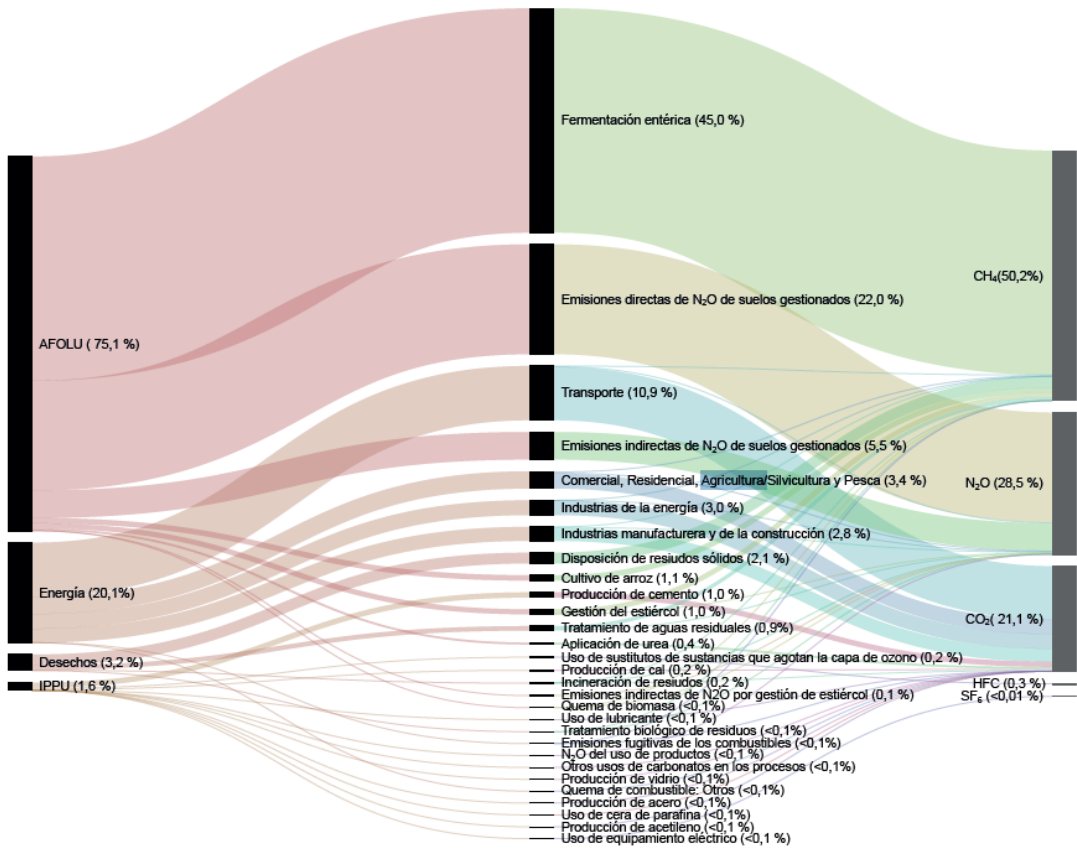 AFOLU ( 75,1 %)
Energía (20,1%)
Desechos (3,2 %)
IPPU (1,6 %)
Fermentación entérica (45,0 %)
Emisiones directas de N₂O de suelos gestionados (22,0 %)
Transporte (10,9 %)
Emisiones indirectas de N₂O de suelos gestionados (5,5 %)
Comercial, Residencial, Agricultura/Silvicultura y Pesca (3,4 %)
Industrias de la energía (3,0 %)
Industrias manufacturera y de la construcción (2,8 %)
Disposición de resiudos sólidos (2,1 %)
Cultivo de arroz (1,1 %)
Producción de cemento (1,0 %)
Gestión del estiércol (1,0 %)
Tratamiento de aguas residuales (0,9%)
Aplicación de urea (0,4 %)
Uso de sustitutos de sustancias que agotan la capa de ozono (0,2 %)
Producción de cal (0,2 %)
Incineración de resiudos (0,2 %)
Emisiones indirectas de N2O por gestión de estiércol (0,1 %)
Quema de biomasa (<0,1%)
Uso de lubricante (<0,1 %)
Tratamiento biológico de residuos (<0,1%)
Emisiones fugitivas de los combustibles (<0,1%)
N₂O del uso de productos (<0,1 %)
Otros usos de carbonatos en los procesos (<0,1%)
Producción de vidrio (<0,1%)
Quema de combustible: Otros (<0,1%)
Producción de acero (<0,1%)
Uso de cera de parafina (<0,1%)
Producción de acetileno (<0,1 %)
Uso de equipamiento eléctrico (<0,1 %)
CH₄(50,2%)
N₂O (28,5 %)
CO₂( 21,1 %)
HFC (0,3 %)
SF₆ (<0,01 %)